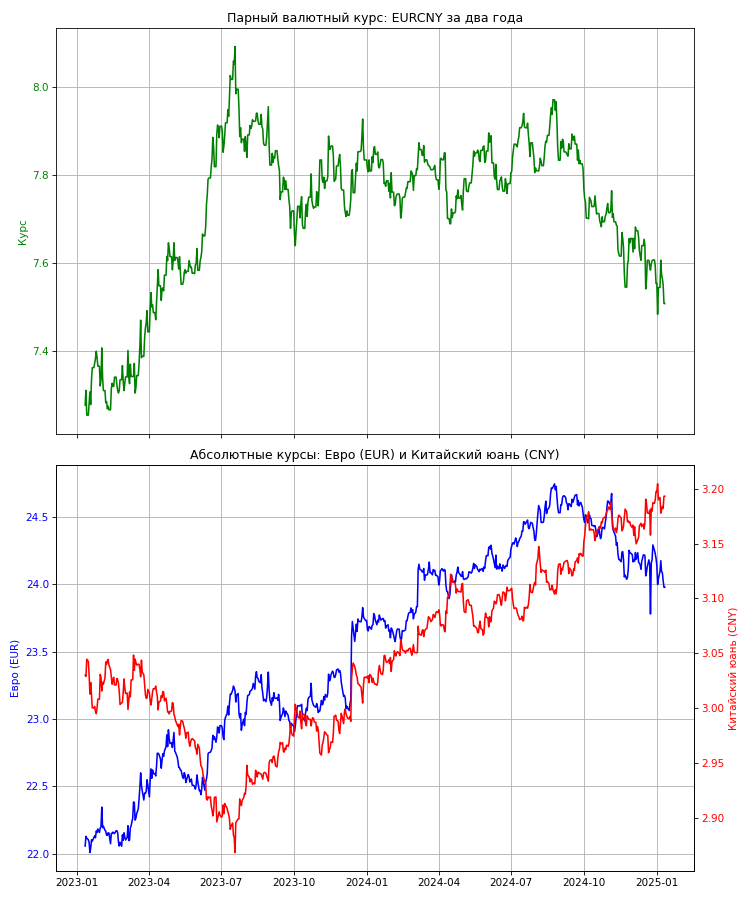 Парный валютный курс: EURCNY за два года
8.0
7.8
7.6
7.4
Курс
Абсолютные курсы: Евро (EUR) и Китайский юань (CNY)
24.5
24.0
23.5
23.0
22.5
22.0
Евро (EUR)
3.20
3.15
3.10
3.05
3.00
2.95
2.90
Китайский юань (CNY)
2023-01 2023-04 2023-07 2023-10 2024-01 2024-04 2024-07 2024-10 2025-01